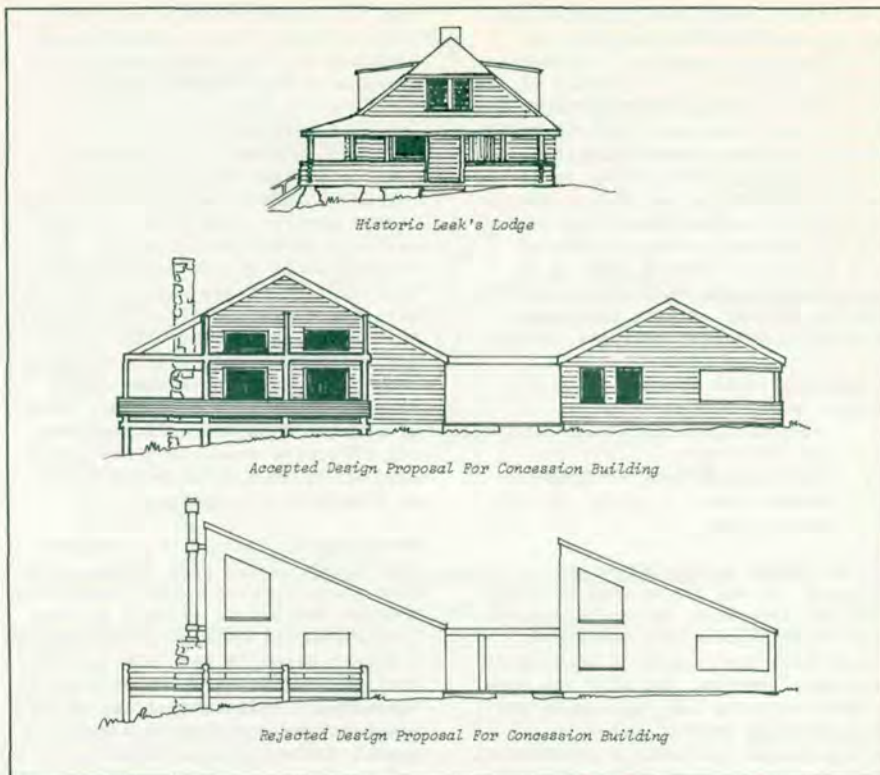 Historic Leek's Lodge
Accepted Design Proposal For Concession Building
Rejected Design Proposal For Concession Building